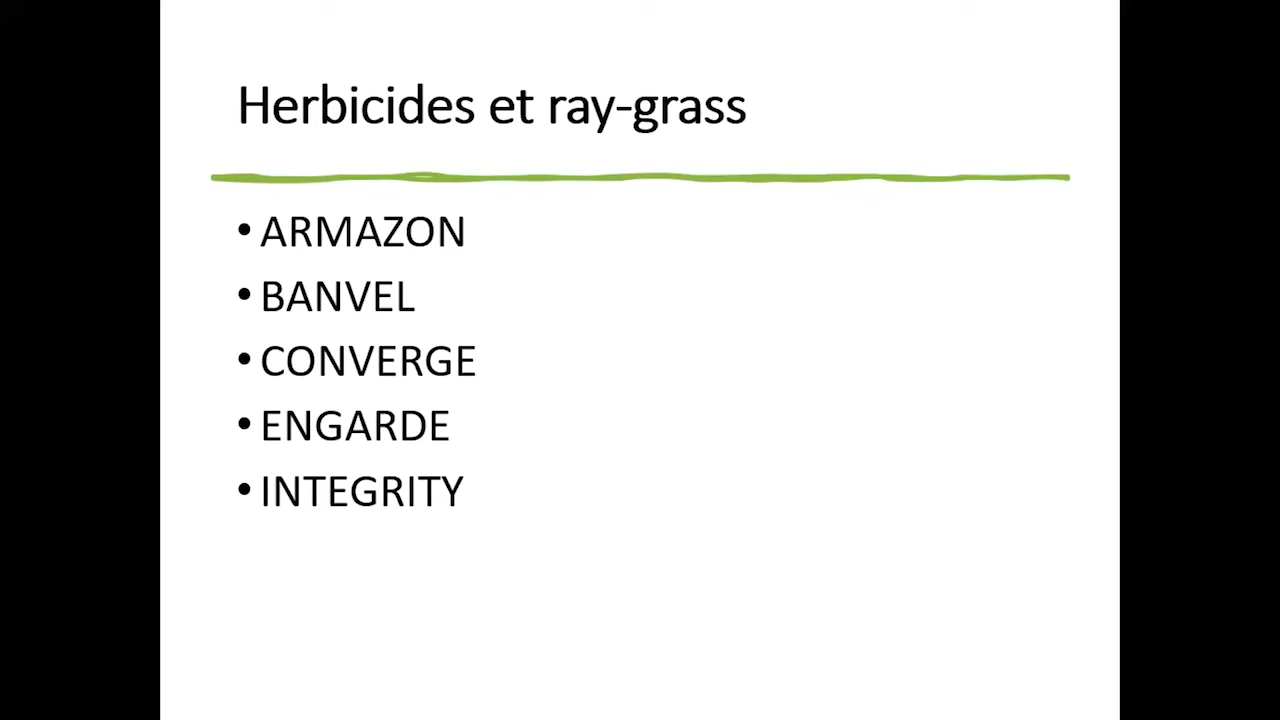 Herbicides et ray-grass
• ARMAZON
• BANVEL
• CONVERGE
• ENGARDE
• INTEGRITY